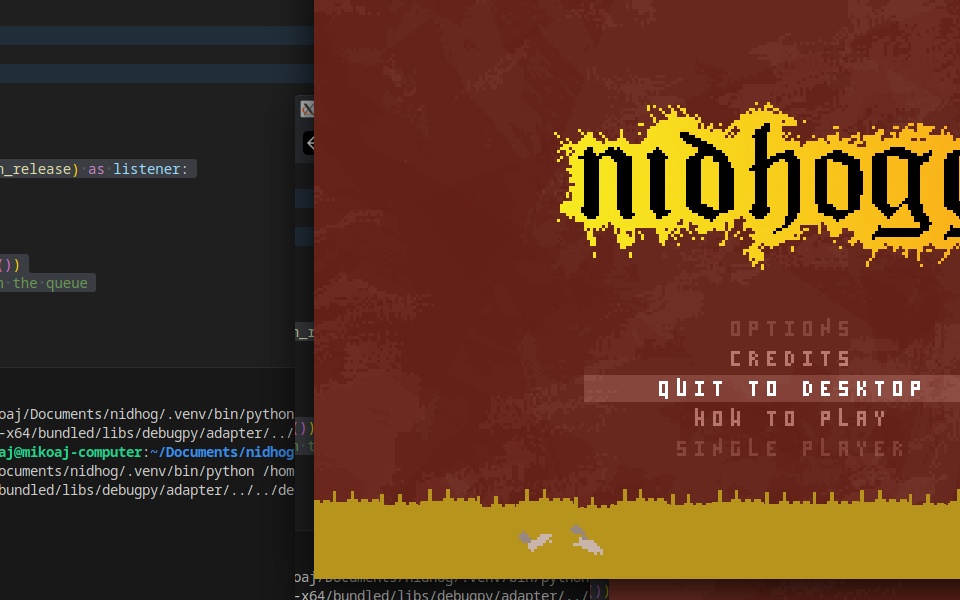 n_release) as listener:
())
n the queue
oaj/Documents/nidhog/.venv/bin/python
-x64/bundled/libs/debugpy/adapter/../
aj@mikoaj-computer:~/Documents/nidhog
ocuments/nidhog/.venv/bin/python /hom
bundled/libs/debugpy/adapter/../../de
n_r
())
n t
nidhogg
OPTIONS
CREDITS
QUIT TO DESKTOP
HOW TO PLAY
SINGLE PLAYER
oaj/Documents/nidhog/.venv/bin/python
-x64/bundled/libs/debugpy/adapter/../
())